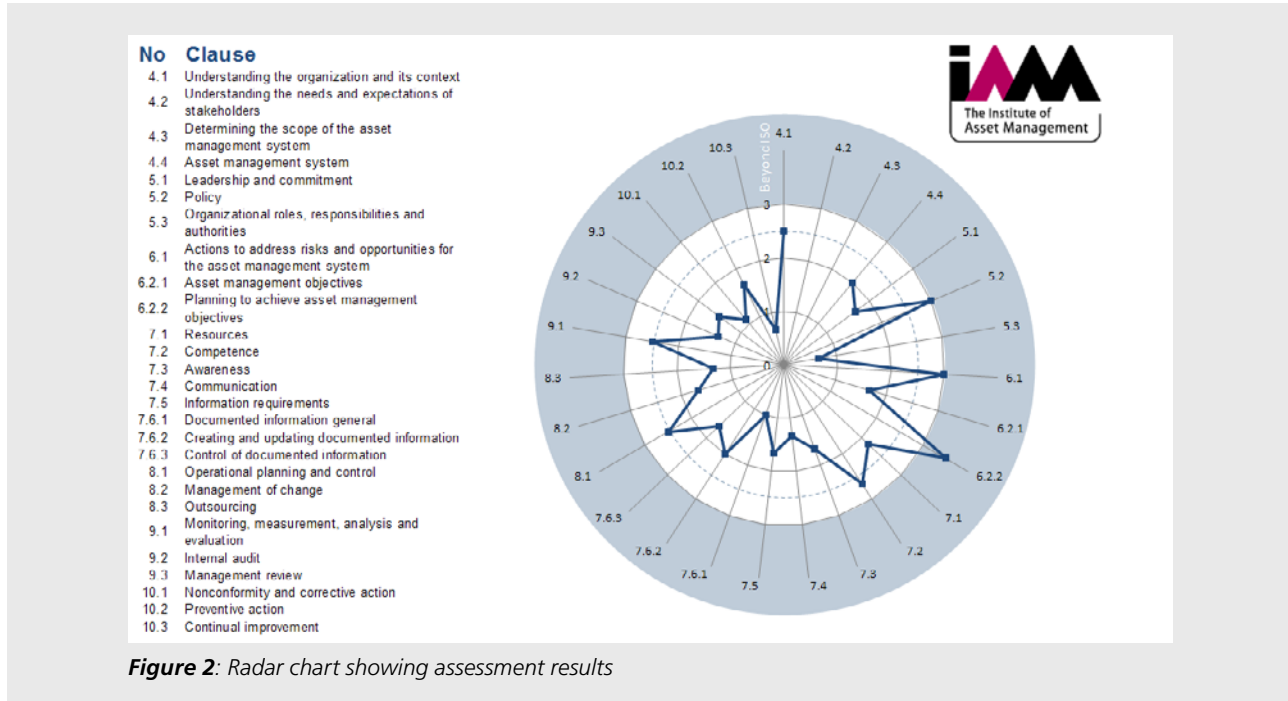 No Clause
4.1 Understanding the organization and its context
4.2 Understanding the needs and expectations of
stakeholders
4.3 Determining the scope of the asset
management system
4.4 Asset management system
5.1 Leadership and commitment
5.2 Policy
5.3 Organizational roles, responsibilities and
authorities
6.1 Actions to address risks and opportunities for
the asset management system
6.2.1 Asset management objectives
6.2.2 Planning to achieve asset management
objectives
7.1 Resources
7.2 Competence
7.3 Awareness
7.4 Communication
7.5 Information requirements
7.6.1 Documented information general
7.6.2 Creating and updating documented information
7.6.3 Control of documented information
8.1 Operational planning and control
8.2 Management of change
8.3 Outsourcing
9.1 Monitoring, measurement, analysis and
evaluation
9.2 Internal audit
9.3 Management review
10.1 Nonconformity and corrective action
10.2 Preventive action
10.3 Continual improvement
iAM
The Institute of
Asset Management
Beyond ISO
4.1
4.2
4.3
4.4
5.1
5.2
5.3
6.1
6.2.1
6.2.2
7.1
7.2
7.3
7.4
7.5
7.6.1
7.6.2
7.6.3
8.1
8.2
8.3
9.1
9.2
9.3
10.1
10.2
10.3
3
2
1
0
Figure 2: Radar chart showing assessment results